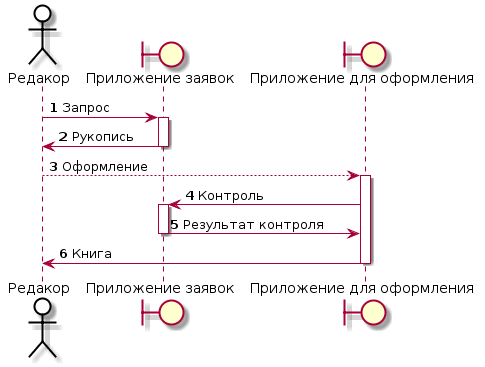 Редакор Приложение заявок Приложение для оформления
1 Запрос
2 Рукопись
3 Оформление
4 Контроль
5 Результат контроля
6 Книга
Редакор Приложение заявок Приложение для оформления